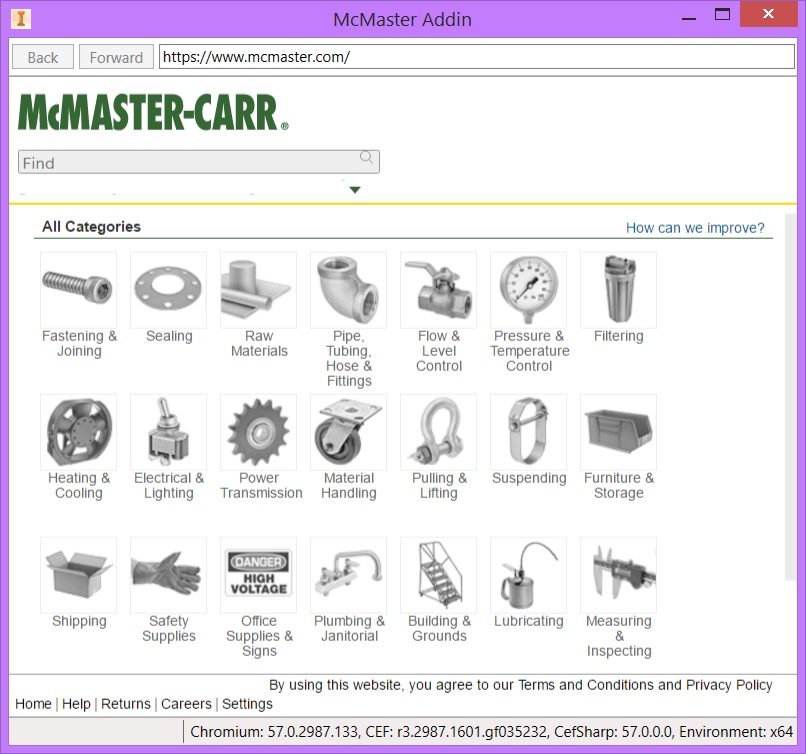 McMaster Addin
Back Forward https://www.mcmaster.com/
McMASTER-CARR®
Find
All Categories How can we improve?
Fastening & Joining
Sealing
Raw Materials
Pipe, Tubing, Hose & Fittings
Flow & Level Control
Pressure & Temperature Control
Filtering
Heating & Cooling
Electrical & Lighting
Power Transmission
Material Handling
Pulling & Lifting
Suspending
Furniture & Storage
DANGER
HIGH
VOLTAGE
Shipping
Safety Supplies
Office Supplies & Signs
Plumbing & Janitorial
Building & Grounds
Lubricating
Measuring & Inspecting
By using this website, you agree to our Terms and Conditions and Privacy Policy
Home | Help | Returns | Careers | Settings
Chromium: 57.0.2987.133, CEF: r3.2987.1601.gf035232, CefSharp: 57.0.0.0, Environment: x64